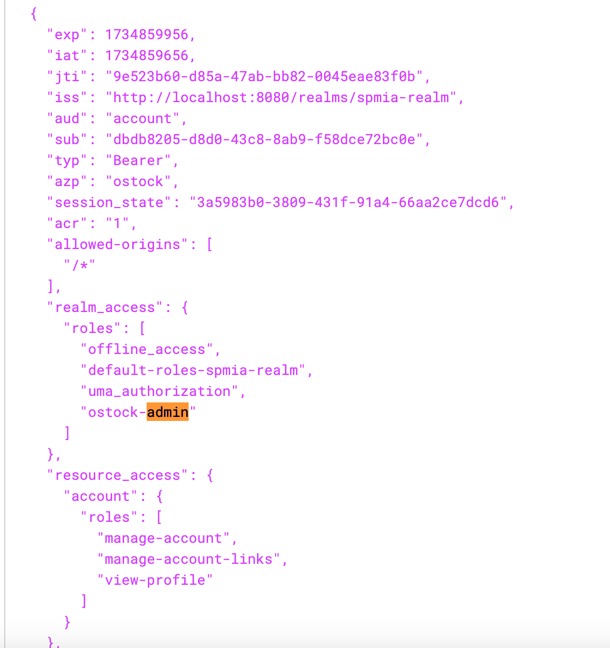 {
"exp": 1734859956,
"iat": 1734859656,
"jti": "9e523b60-d85a-47ab-bb82-0045eae83f0b",
"iss": "http://localhost:8080/realms/spmia-realm",
"aud": "account",
"sub": "dbdb8205-d8d0-43c8-8ab9-f58dce72bc0e",
"typ": "Bearer",
"azp": "ostock",
"session_state": "3a5983b0-3809-431f-91a4-66aa2ce7dcd6",
"acr": "1",
"allowed-origins": [
"/*"
],
"realm_access": {
"roles": [
"offline_access",
"default-roles-spmia-realm",
"uma_authorization",
"ostock-admin"
]
},
"resource_access": {
"account": {
"roles": [
"manage-account",
"manage-account-links",
"view-profile"
]
}
},